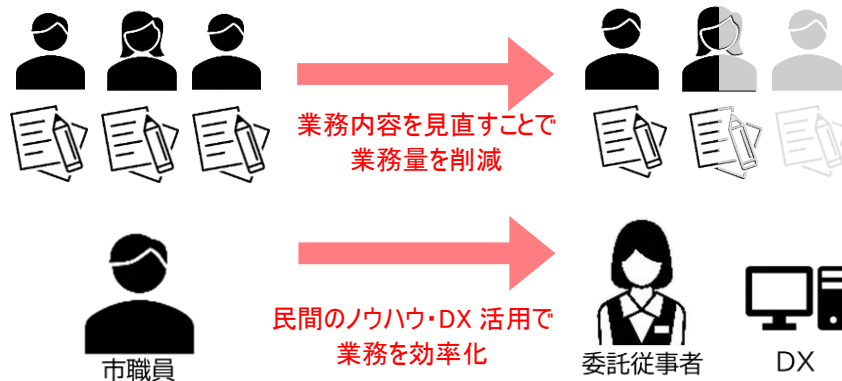 業務内容を見直すことで
業務量を削減
民間のノウハウ・DX 活用で
業務を効率化
市職員
委託従事者
DX